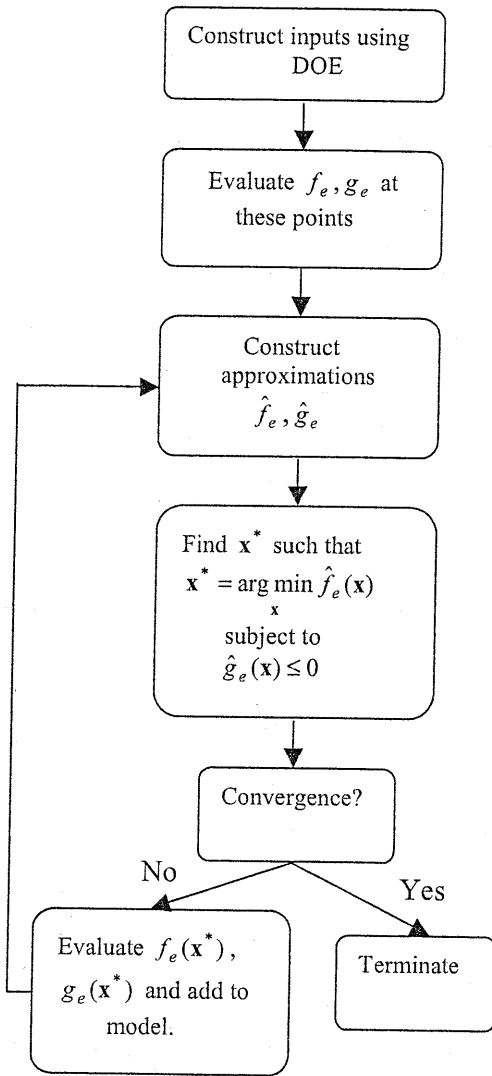 Construct inputs using
DOE
Evaluate f_e, g_e at
these points
Construct
approximations
f̂_e, ĝ_e
Find x* such that
x* = arg min f̂_e(x)
x
subject to
ĝ_e(x) ≤ 0
Convergence?
No
Yes
Evaluate f_e(x*),
g_e(x*) and add to
model.
Terminate